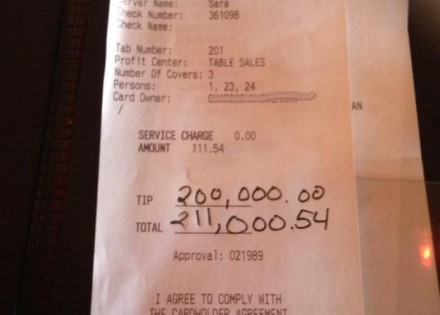 Server Name: Sara
Check Number: 361098
Check Name:
Tab Number: 201
Profit Center: TABLE SALES
Number Of Covers: 3
Persons: 1, 23, 24
Card Owner:
/
AN
SERVICE CHARGE 0.00
AMOUNT 111.54
TIP 200,000.00
TOTAL 211,000.54
Approval: 021989
I AGREE TO COMPLY WITH
THE CARDHOLDER AGREEMENT